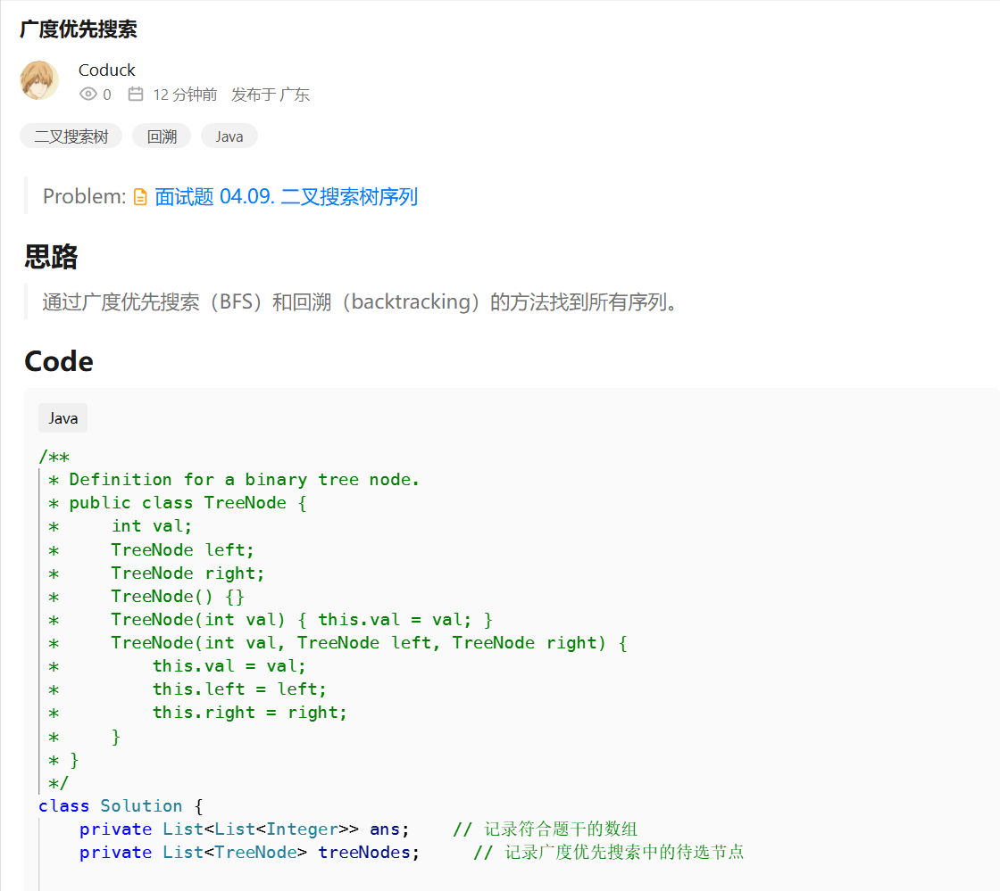 广度优先搜索
Coduck
0 12 分钟前 发布于 广东
二叉搜索树 回溯 Java
Problem: 面试题 04.09. 二叉搜索树序列
思路
通过广度优先搜索（BFS）和回溯（backtracking）的方法找到所有序列。
Code
Java
/**
 * Definition for a binary tree node.
 * public class TreeNode {
 *     int val;
 *     TreeNode left;
 *     TreeNode right;
 *     TreeNode() {}
 *     TreeNode(int val) { this.val = val; }
 *     TreeNode(int val, TreeNode left, TreeNode right) {
 *         this.val = val;
 *         this.left = left;
 *         this.right = right;
 *     }
 * }
 */
class Solution {
    private List<List<Integer>> ans;    // 记录符合题干的数组
    private List<TreeNode> treeNodes;     // 记录广度优先搜索中的待选节点